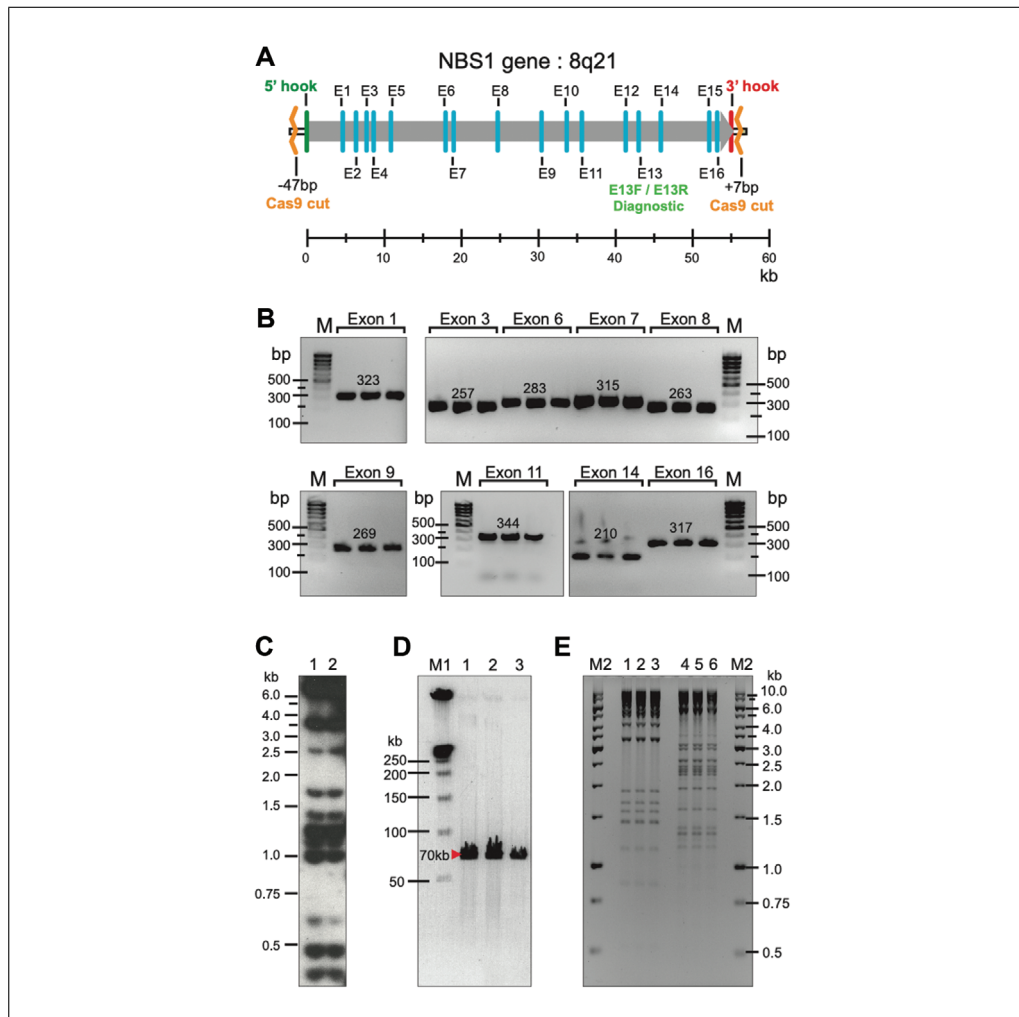 A
NBS1 gene : 8q21
5' hook
E1 E3 E5 E6 E8 E10 E12 E14 E15
3' hook
E2 E4 E7 E9 E11 E13 E16
-47bp
Cas9 cut
E13F / E13R
Diagnostic
+7bp
Cas9 cut
0 10 20 30 40 50 60
kb
B
M Exon 1 Exon 3 Exon 6 Exon 7 Exon 8 M
bp bp
323 257 283 315 263
500 500
300 300
100 100
M Exon 9 M Exon 11 Exon 14 Exon 16 M
bp bp bp
269 344 210 317
500 500 500
300 300 300
100 100 100
C
kb
1 2
6.0
4.0
3.0
2.5
2.0
1.5
1.0
0.75
0.5
D
M1 1 2 3
kb
250
200
150
100
70kb
50
E
M2 1 2 3 4 5 6 M2
kb
10.0
6.0
4.0
3.0
2.5
2.0
1.5
1.0
0.75
0.5